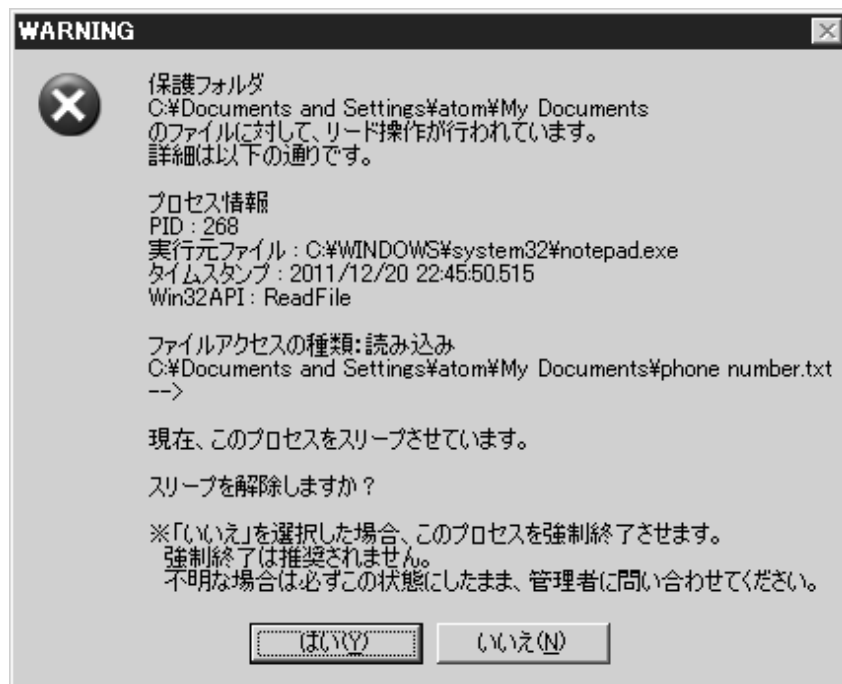 WARNING
保護フォルダ
C:¥Documents and Settings¥atom¥My Documents
のファイルに対して、リード操作が行われています。
詳細は以下の通りです。
プロセス情報
PID : 268
実行元ファイル : C:¥WINDOWS¥system32¥notepad.exe
タイムスタンプ : 2011/12/20 22:45:50.515
Win32API : ReadFile
ファイルアクセスの種類:読み込み
C:¥Documents and Settings¥atom¥My Documents¥phone number.txt
-->
現在、このプロセスをスリープさせています。
スリープを解除しますか？
※「いいえ」を選択した場合、このプロセスを強制終了させます。
強制終了は推奨されません。
不明な場合は必ずこの状態にしたまま、管理者に問い合わせてください。
はい(Y)
いいえ(N)